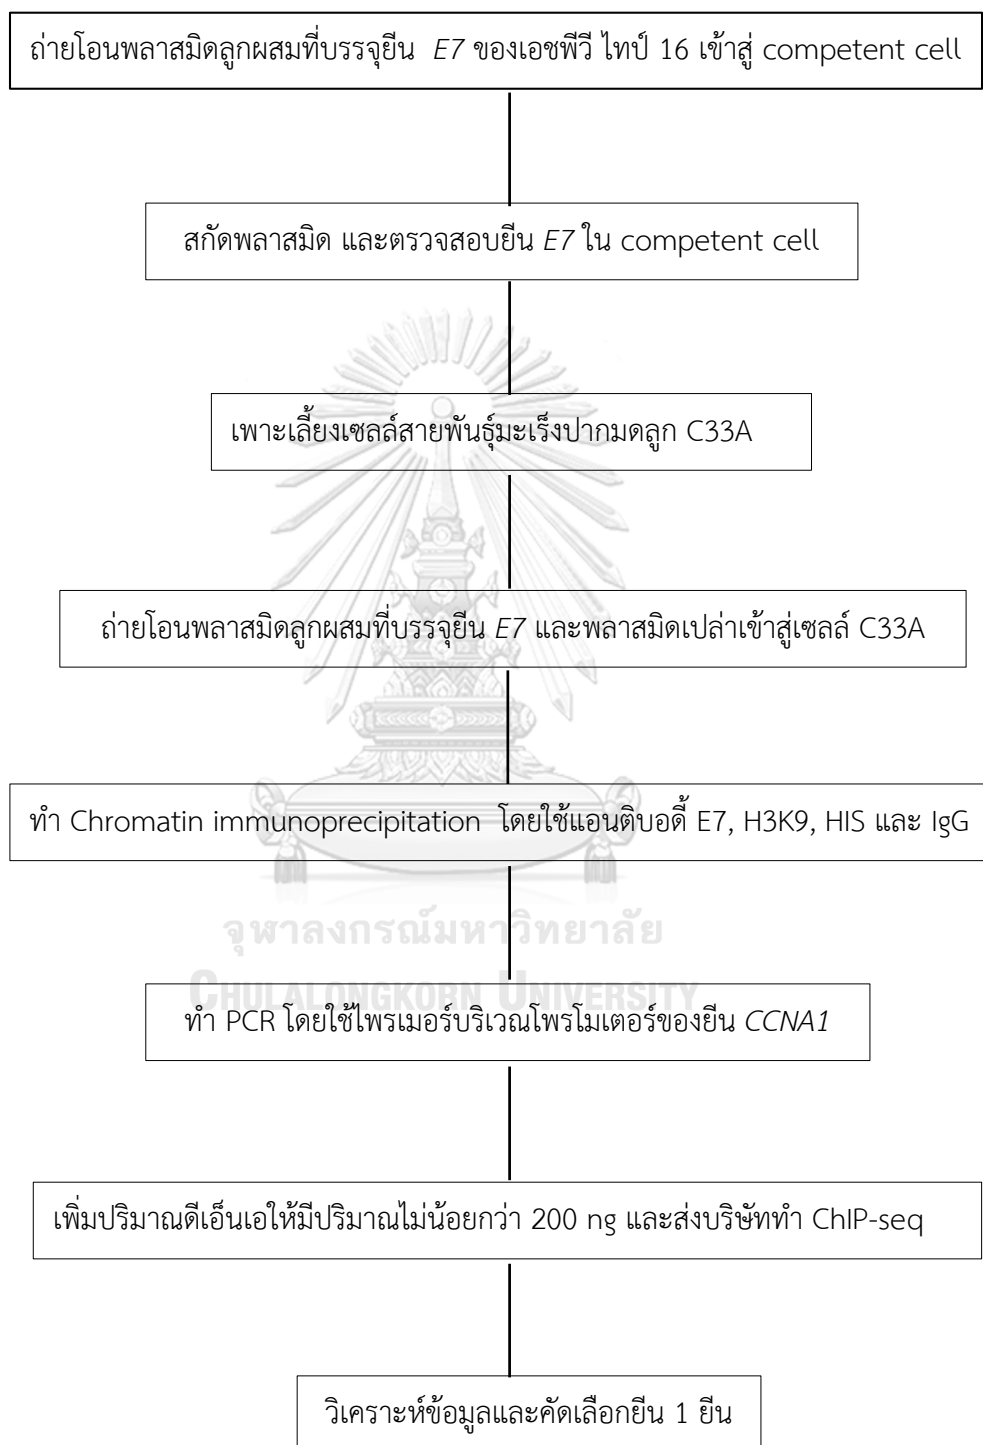 ถ่ายโอนพลาสมิดลูกผสมที่บรรจุยีน E7 ของเอชพีวี ไทป์ 16 เข้าสู่ competent cell
สกัดพลาสมิด และตรวจสอบยีน E7 ใน competent cell
เพาะเลี้ยงเซลล์สายพันธุ์มะเร็งปากมดลูก C33A
ถ่ายโอนพลาสมิดลูกผสมที่บรรจุยีน E7 และพลาสมิดเปล่าเข้าสู่เซลล์ C33A
ทำ Chromatin immunoprecipitation โดยใช้แอนติบอดี้ E7, H3K9, HIS และ IgG
จุฬาลงกรณ์มหาวิทยาลัย
CHULALONGKORN UNIVERSITY
ทำ PCR โดยใช้ไพรเมอร์บริเวณโพรโมเตอร์ของยีน CCNA1
เพิ่มปริมาณดีเอ็นเอให้มีปริมาณไม่น้อยกว่า 200 ng และส่งบริษัททำ ChIP-seq
วิเคราะห์ข้อมูลและคัดเลือกยีน 1 ยีน